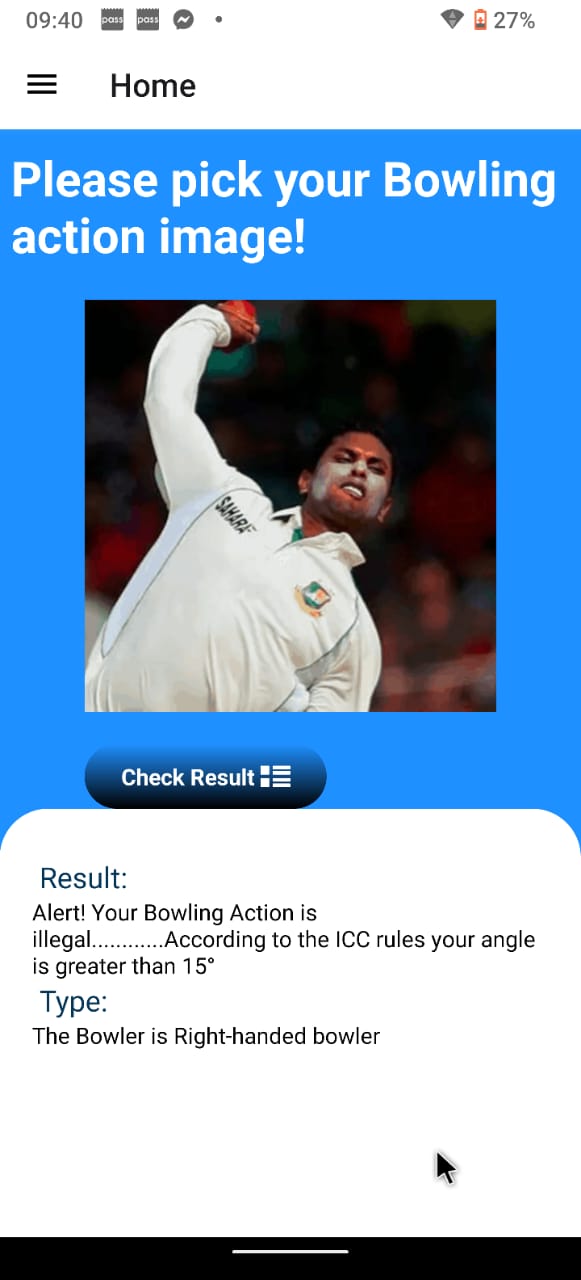 09:40 pass pass 27%
Home
Please pick your Bowling
action image!
SAHARA
Check Result
Result:
Alert! Your Bowling Action is
illegal............According to the ICC rules your angle
is greater than 15°
Type:
The Bowler is Right-handed bowler